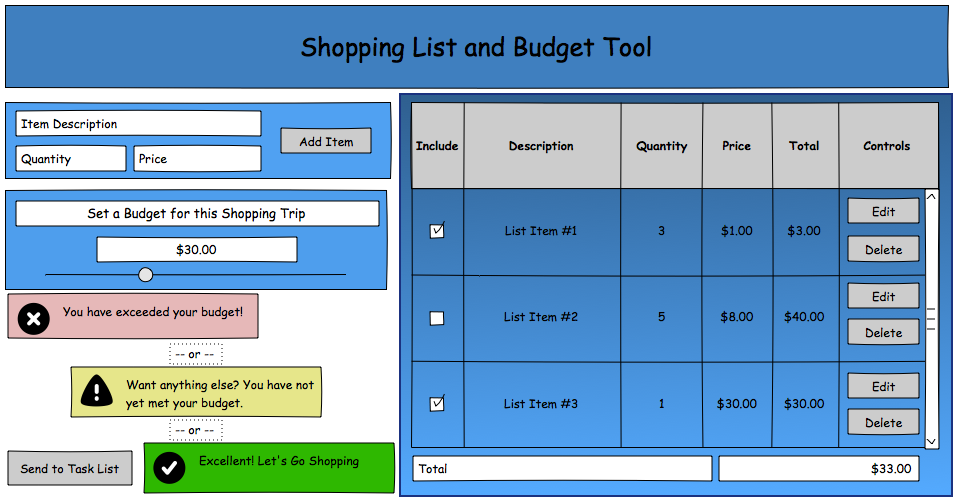 Shopping List and Budget Tool
Item Description
Quantity
Price
Add Item
Set a Budget for this Shopping Trip
$30.00
You have exceeded your budget!
-- or --
Want anything else? You have not
yet met your budget.
-- or --
Send to Task List
Excellent! Let's Go Shopping
Include Description Quantity Price Total Controls
List Item #1 3 $1.00 $3.00
Edit
Delete
List Item #2 5 $8.00 $40.00
Edit
Delete
List Item #3 1 $30.00 $30.00
Edit
Delete
Total $33.00